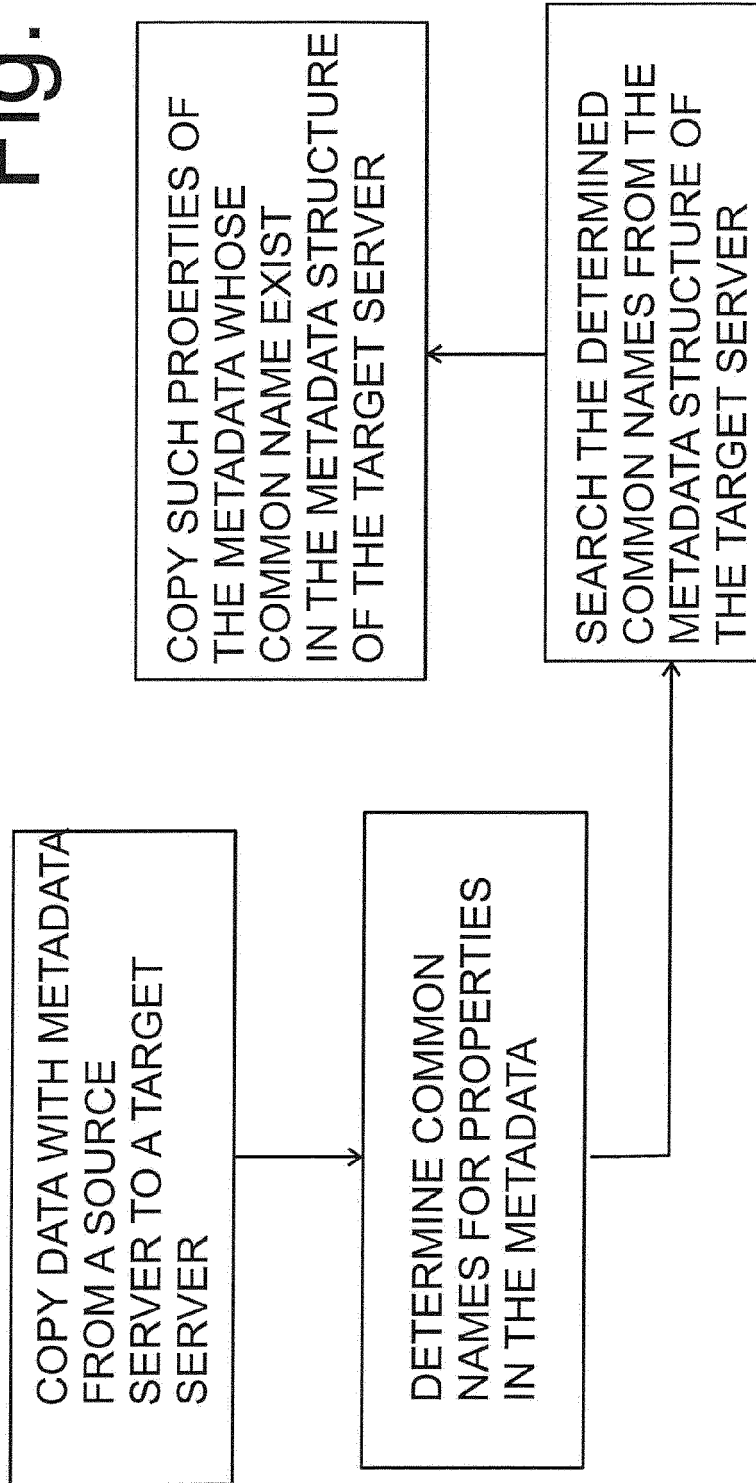 Fig.
COPY DATA WITH METADATA
FROM A SOURCE
SERVER TO A TARGET
SERVER
DETERMINE COMMON
NAMES FOR PROPERTIES
IN THE METADATA
SEARCH THE DETERMINED
COMMON NAMES FROM THE
METADATA STRUCTURE OF
THE TARGET SERVER
COPY SUCH PROERTIES OF
THE METADATA WHOSE
COMMON NAME EXIST
IN THE METADATA STRUCTURE
OF THE TARGET SERVER